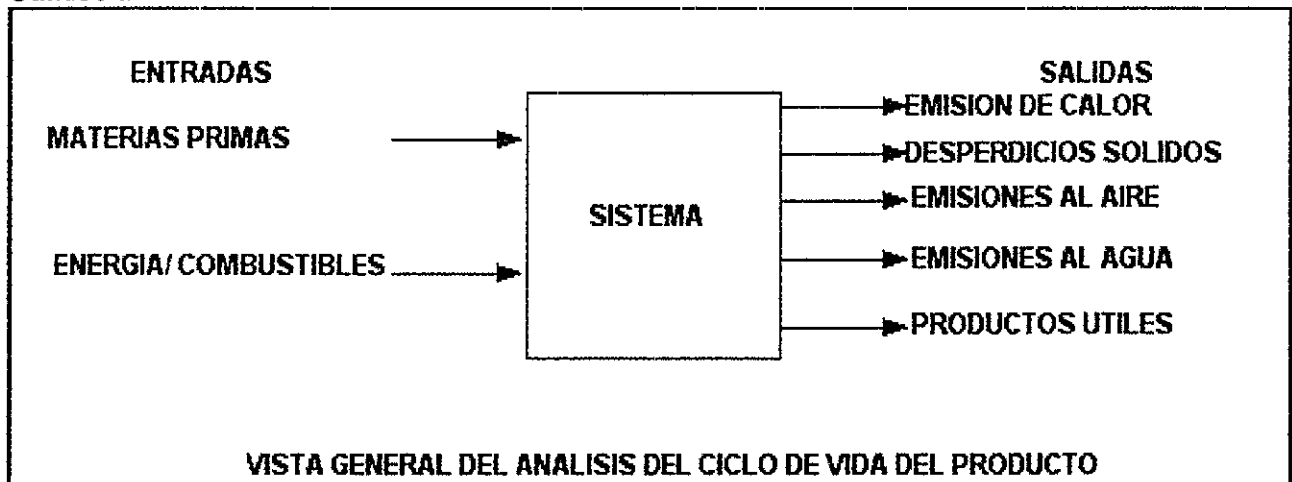 ENTRADAS
SALIDAS
EMISION DE CALOR
MATERIAS PRIMAS
DESPERDICIOS SOLIDOS
EMISIONES AL AIRE
SISTEMA
EMISIONES AL AGUA
ENERGIA/ COMBUSTIBLES
PRODUCTOS UTILES
VISTA GENERAL DEL ANALISIS DEL CICLO DE VIDA DEL PRODUCTO